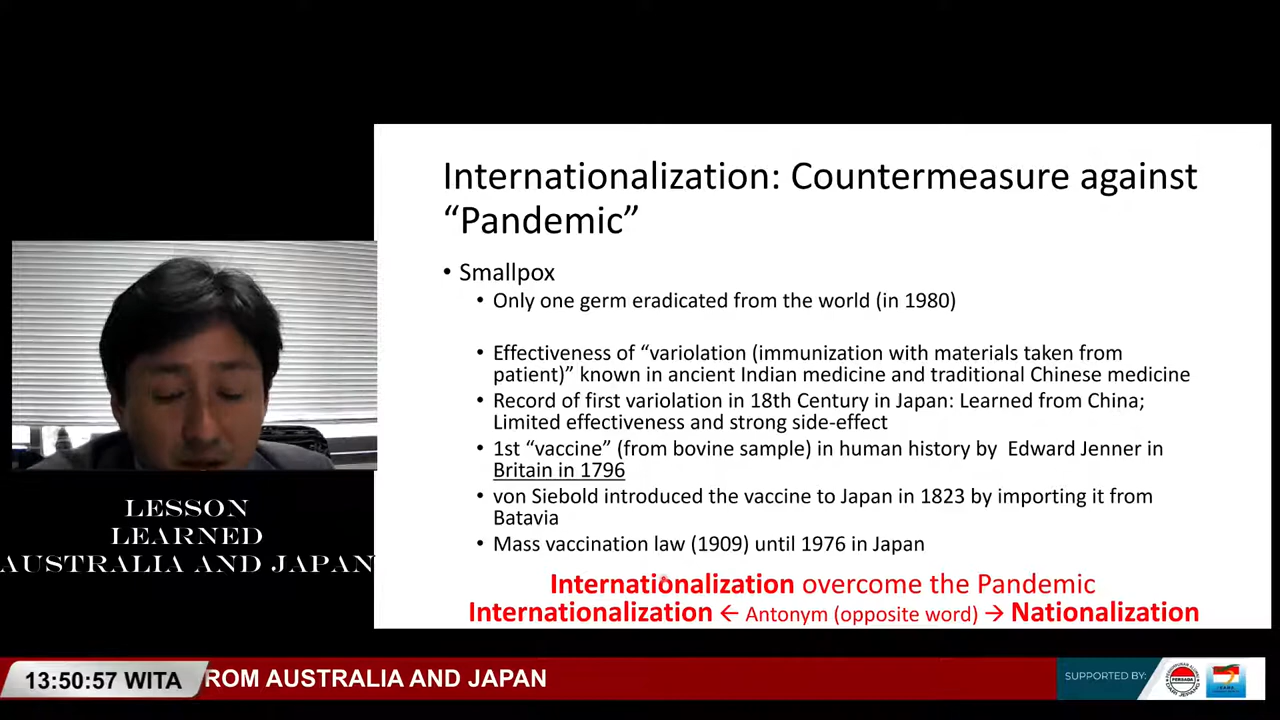 Internationalization: Countermeasure against
“Pandemic”
• Smallpox
• Only one germ eradicated from the world (in 1980)
• Effectiveness of “variolation (immunization with materials taken from
patient)” known in ancient Indian medicine and traditional Chinese medicine
• Record of first variolation in 18th Century in Japan: Learned from China;
Limited effectiveness and strong side-effect
• 1st “vaccine” (from bovine sample) in human history by Edward Jenner in
Britain in 1796
• von Siebold introduced the vaccine to Japan in 1823 by importing it from
Batavia
• Mass vaccination law (1909) until 1976 in Japan
Internationalization overcome the Pandemic
Internationalization ← Antonym (opposite word) → Nationalization
LESSON
LEARNED
AUSTRALIA AND JAPAN
13:50:57 WITA
ROM AUSTRALIA AND JAPAN
SUPPORTED BY:
PERSADA